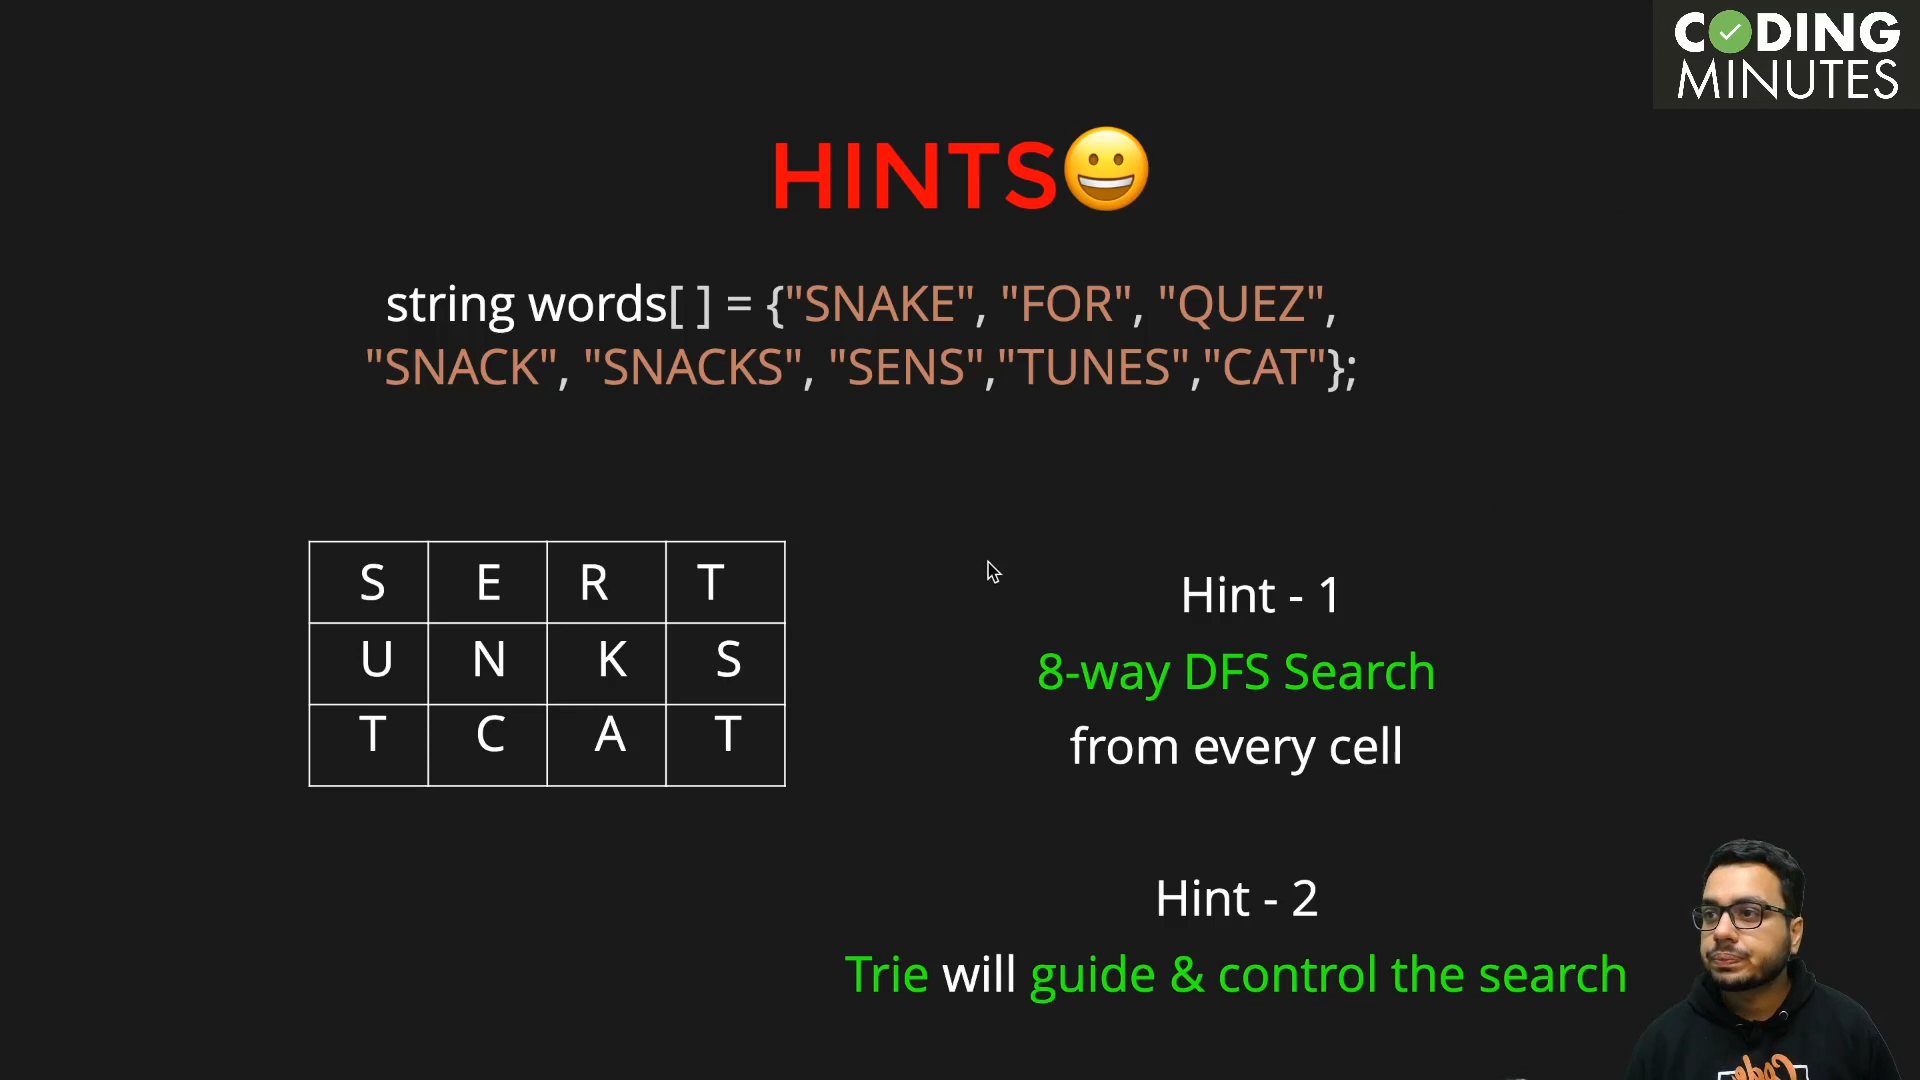 CODING
MINUTES
HINTS😀
string words[ ] = {"SNAKE", "FOR", "QUEZ",
"SNACK", "SNACKS", "SENS","TUNES","CAT"};
S E R T
U N K S
T C A T
Hint - 1
8-way DFS Search
from every cell
Hint - 2
Trie will guide & control the search
Code